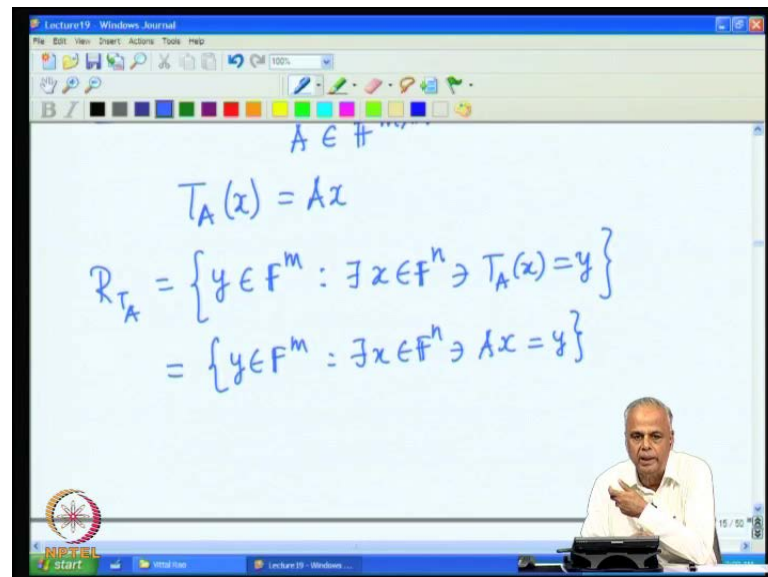 Lecture19 - Windows Journal
File Edit View Insert Actions Tools Help
100%
B I
A ∈ F^{m×n}
T_A(x) = Ax
R_{T_A} = {y ∈ F^m : ∃ x ∈ F^n ∋ T_A(x) = y}
= {y ∈ F^m : ∃ x ∈ F^n ∋ Ax = y}
15 / 50
NPTEL
start
Vittal Rao
Lecture19 - Windows ...